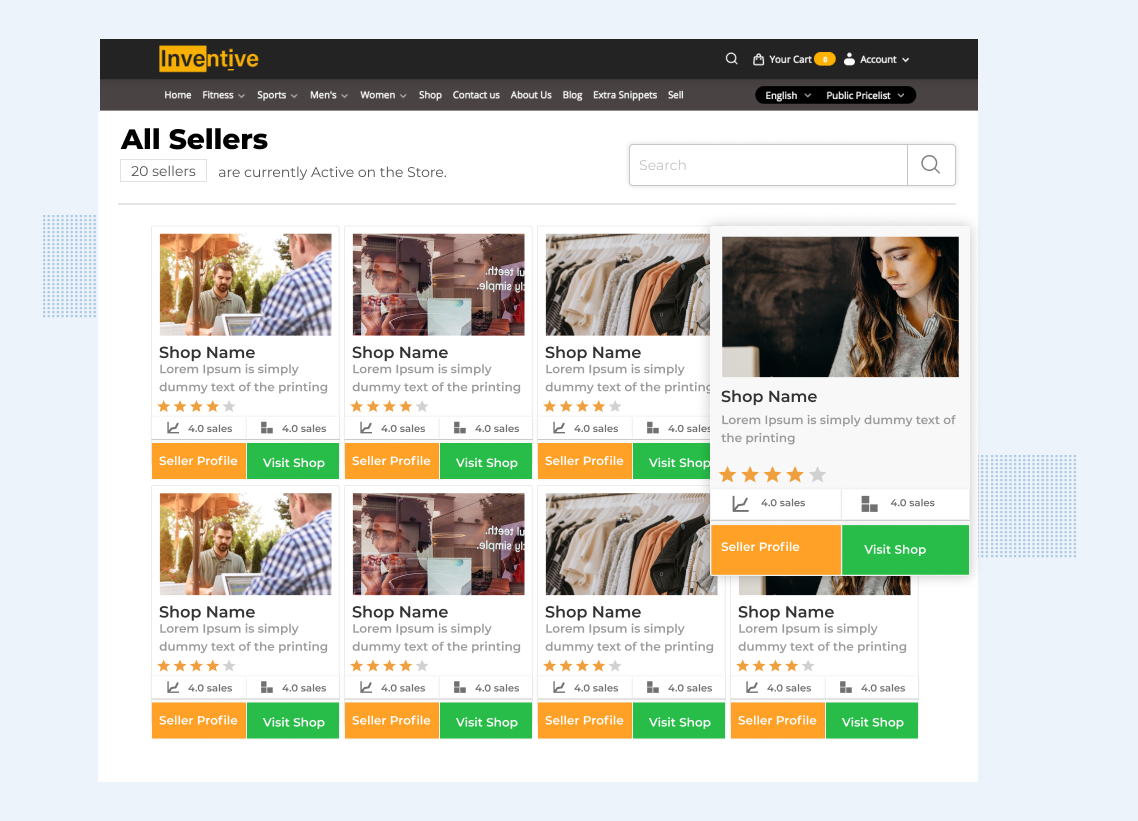 Inventive
Your Cart 0 Account
Home Fitness Sports Men's Women Shop Contact us About Us Blog Extra Snippets Sell
English Public Pricelist
All Sellers
20 sellers are currently Active on the Store.
Search
Shop Name
Lorem Ipsum is simply
dummy text of the printing
4.0 sales 4.0 sales
Seller Profile Visit Shop
Shop Name
Lorem Ipsum is simply
dummy text of the printing
4.0 sales 4.0 sales
Seller Profile Visit Shop
Shop Name
Lorem Ipsum is simply
dummy text of the printing
4.0 sales 4.0 sales
Seller Profile Visit Shop
Shop Name
Lorem Ipsum is simply dummy text of
the printing
4.0 sales 4.0 sales
Seller Profile Visit Shop
Shop Name
Lorem Ipsum is simply
dummy text of the printing
4.0 sales 4.0 sales
Seller Profile Visit Shop
Shop Name
Lorem Ipsum is simply
dummy text of the printing
4.0 sales 4.0 sales
Seller Profile Visit Shop
Shop Name
Lorem Ipsum is simply
dummy text of the printing
4.0 sales 4.0 sales
Seller Profile Visit Shop
Shop Name
Lorem Ipsum is simply
dummy text of the printing
4.0 sales 4.0 sales
Seller Profile Visit Shop